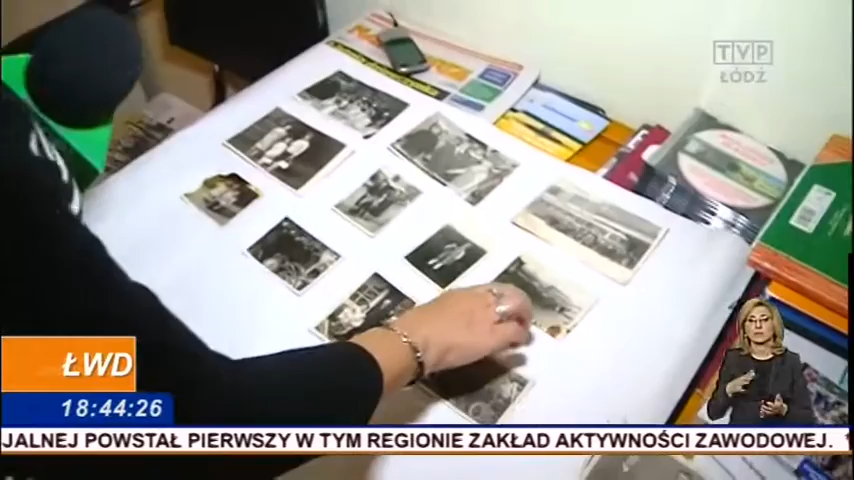 TVP
ŁÓDŹ
ŁWD
18:44:26
JALNEJ POWSTAŁ PIERWSZY W TYM REGIONIE ZAKŁAD AKTYWNOŚCI ZAWODOWEJ.